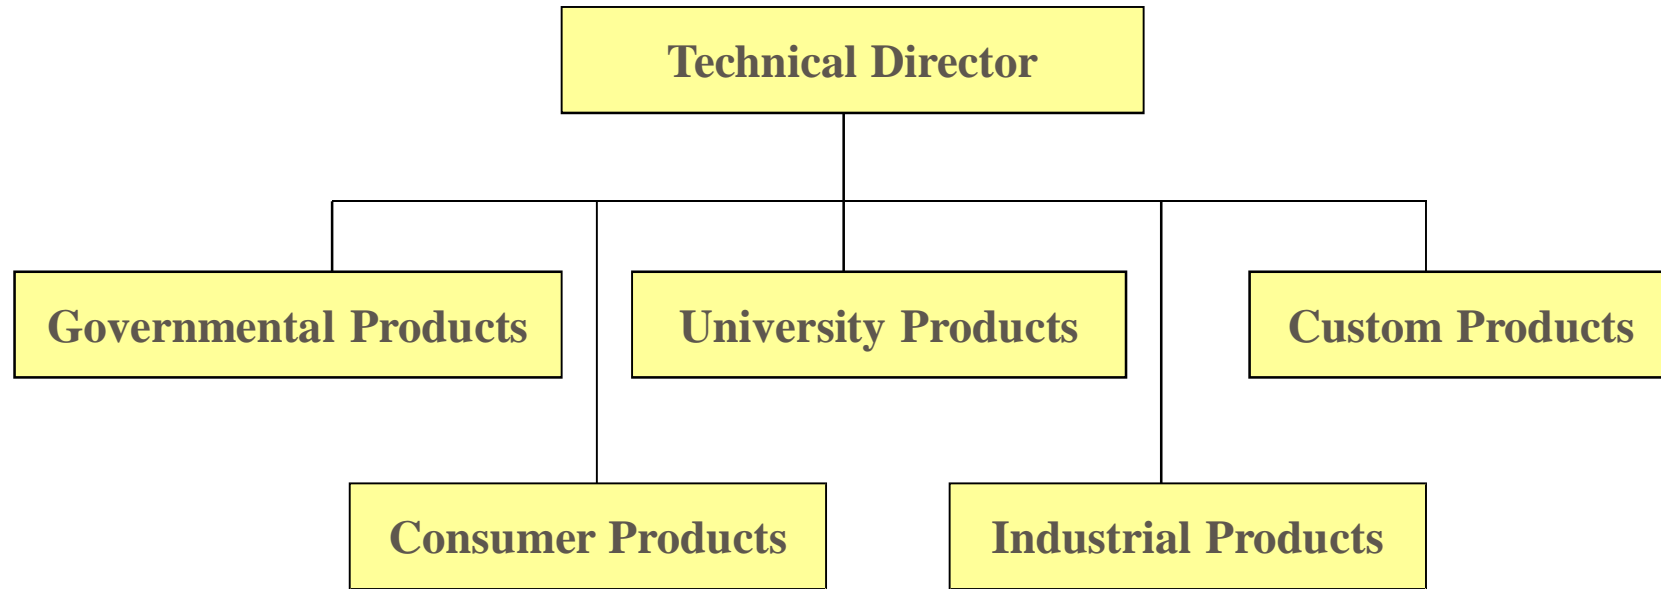 Technical Director
Governmental Products
University Products
Custom Products
Consumer Products
Industrial Products